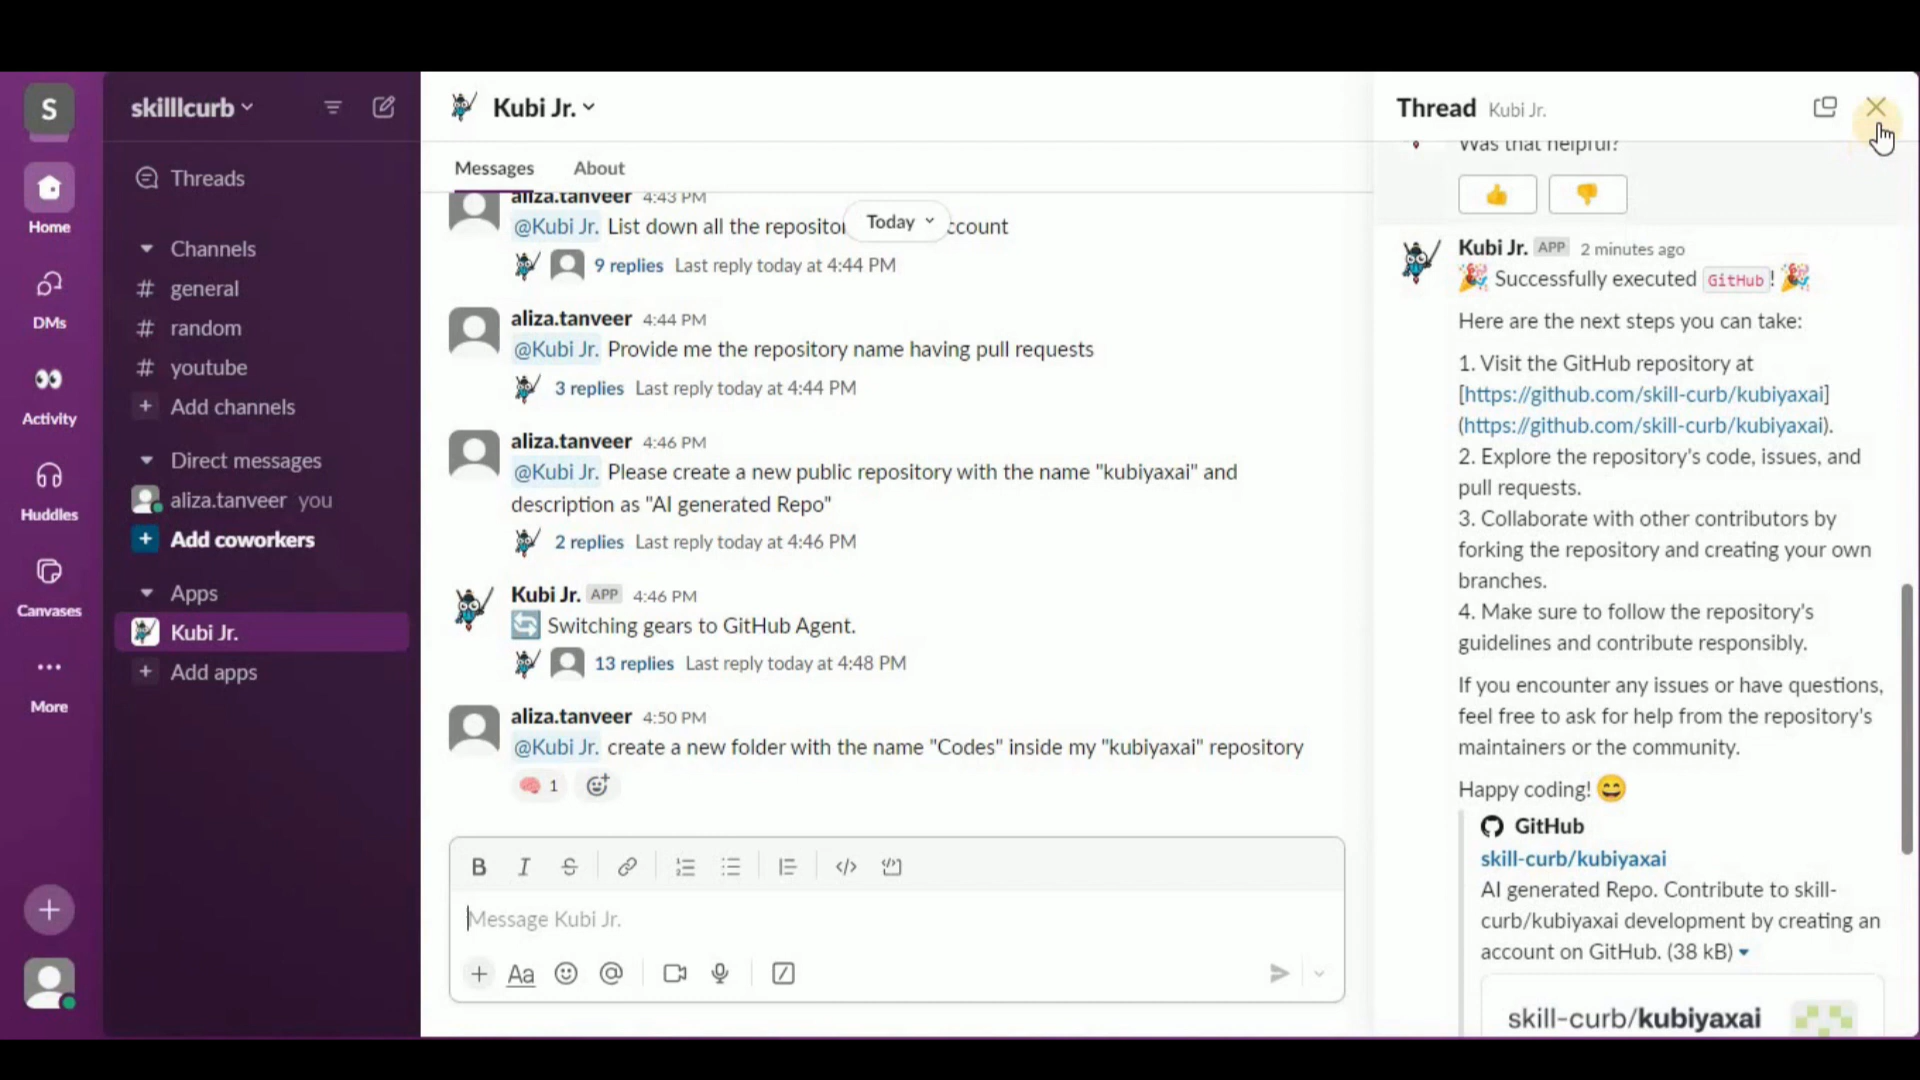 S
Home
DMs
Activity
Huddles
Canvases
More
skilllcurb
Threads
Channels
# general
# random
# youtube
+ Add channels
Direct messages
aliza.tanveer you
+ Add coworkers
Apps
Kubi Jr.
+ Add apps
Kubi Jr.
Messages About
Today
aliza.tanveer 4:43 PM
@Kubi Jr. List down all the repositor ccount
9 replies Last reply today at 4:44 PM
aliza.tanveer 4:44 PM
@Kubi Jr. Provide me the repository name having pull requests
3 replies Last reply today at 4:44 PM
aliza.tanveer 4:46 PM
@Kubi Jr. Please create a new public repository with the name "kubiyaxai" and
description as "AI generated Repo"
2 replies Last reply today at 4:46 PM
Kubi Jr. APP 4:46 PM
Switching gears to GitHub Agent.
13 replies Last reply today at 4:48 PM
aliza.tanveer 4:50 PM
@Kubi Jr. create a new folder with the name "Codes" inside my "kubiyaxai" repository
1
B I S
Message Kubi Jr.
+ Aa @
Thread Kubi Jr.
Was that helpful?
Kubi Jr. APP 2 minutes ago
Successfully executed GitHub!
Here are the next steps you can take:
1. Visit the GitHub repository at
[https://github.com/skill-curb/kubiyaxai]
(https://github.com/skill-curb/kubiyaxai).
2. Explore the repository's code, issues, and
pull requests.
3. Collaborate with other contributors by
forking the repository and creating your own
branches.
4. Make sure to follow the repository's
guidelines and contribute responsibly.
If you encounter any issues or have questions,
feel free to ask for help from the repository's
maintainers or the community.
Happy coding!
GitHub
skill-curb/kubiyaxai
AI generated Repo. Contribute to skill-
curb/kubiyaxai development by creating an
account on GitHub. (38 kB)
skill-curb/kubiyaxai